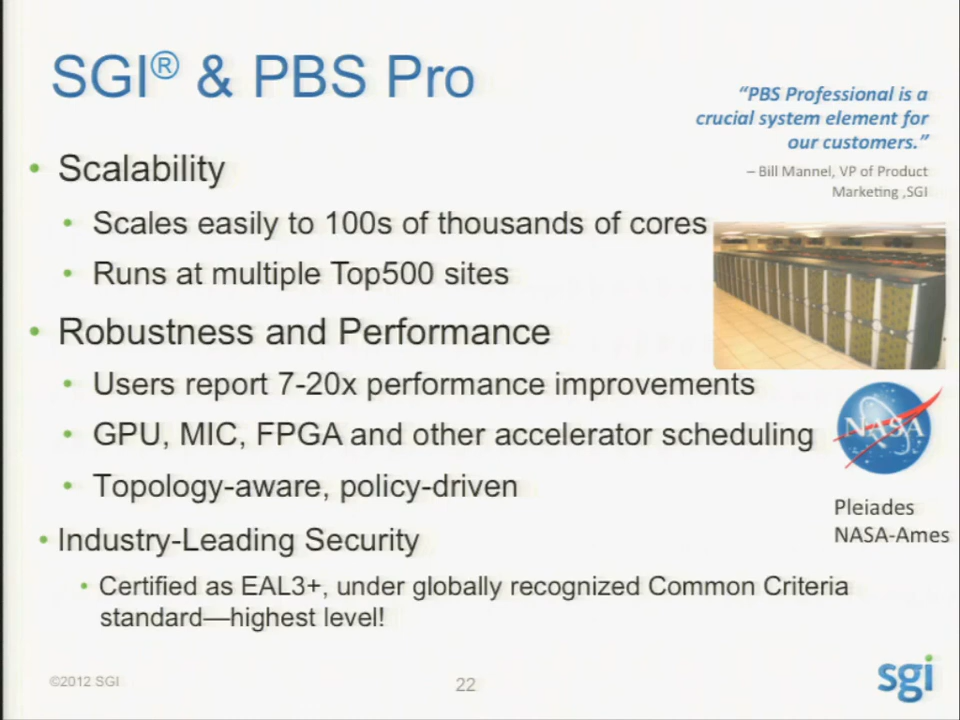 SGI® & PBS Pro
“PBS Professional is a
crucial system element for
our customers.”
– Bill Mannel, VP of Product
Marketing ,SGI
• Scalability
• Scales easily to 100s of thousands of cores
• Runs at multiple Top500 sites
• Robustness and Performance
• Users report 7-20x performance improvements
• GPU, MIC, FPGA and other accelerator scheduling
• Topology-aware, policy-driven
NASA
Pleiades
NASA-Ames
• Industry-Leading Security
• Certified as EAL3+, under globally recognized Common Criteria
standard—highest level!
©2012 SGI
22
sgi